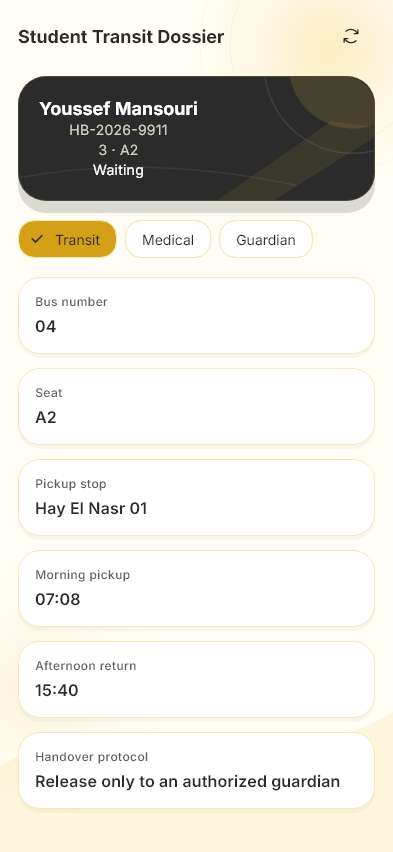 Student Transit Dossier
Youssef Mansouri
HB-2026-9911
3 · A2
Waiting
Transit
Medical
Guardian
Bus number
04
Seat
A2
Pickup stop
Hay El Nasr 01
Morning pickup
07:08
Afternoon return
15:40
Handover protocol
Release only to an authorized guardian